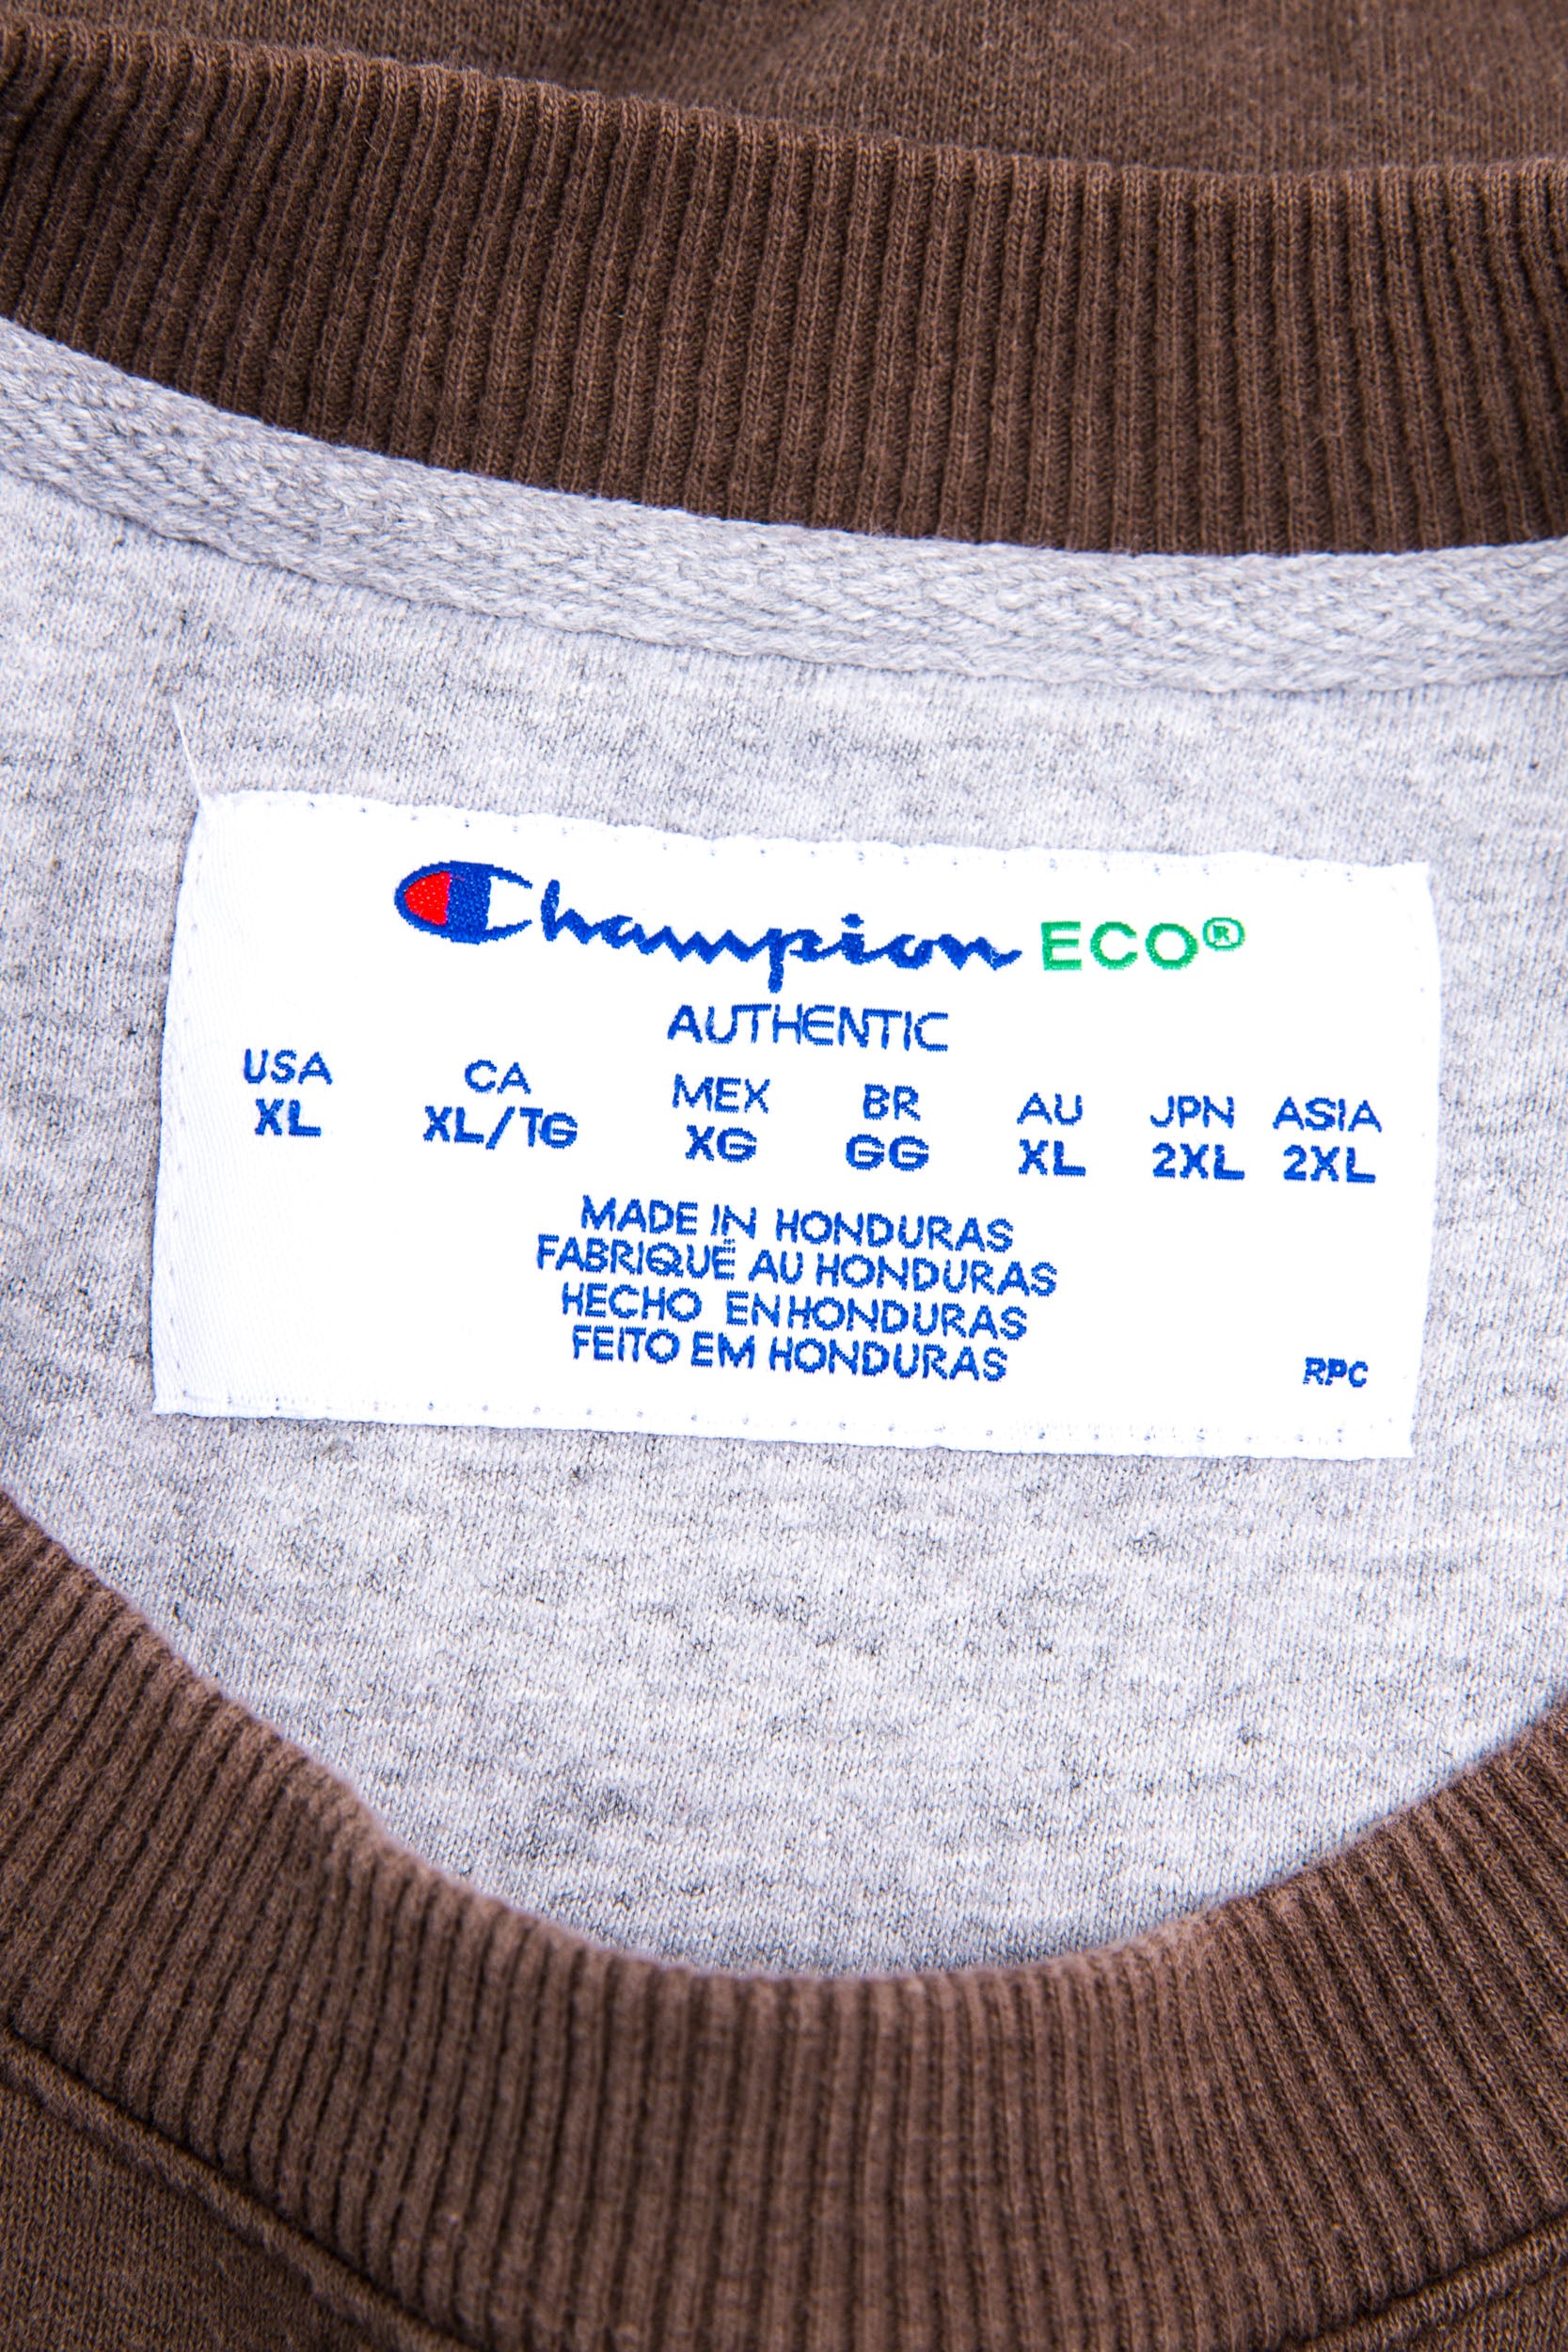 Champion ECO®
AUTHENTIC
USA CA MEX BR AU JPN ASIA
XL XL/TG XG GG XL 2XL 2XL
MADE IN HONDURAS
FABRIQUÉ AU HONDURAS
HECHO EN HONDURAS
FEITO EM HONDURAS
RPC